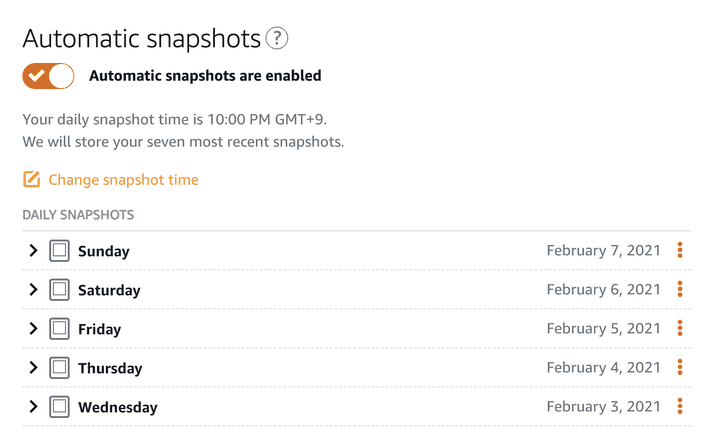 Automatic snapshots ?
Automatic snapshots are enabled
Your daily snapshot time is 10:00 PM GMT+9.
We will store your seven most recent snapshots.
Change snapshot time
DAILY SNAPSHOTS
Sunday February 7, 2021
Saturday February 6, 2021
Friday February 5, 2021
Thursday February 4, 2021
Wednesday February 3, 2021